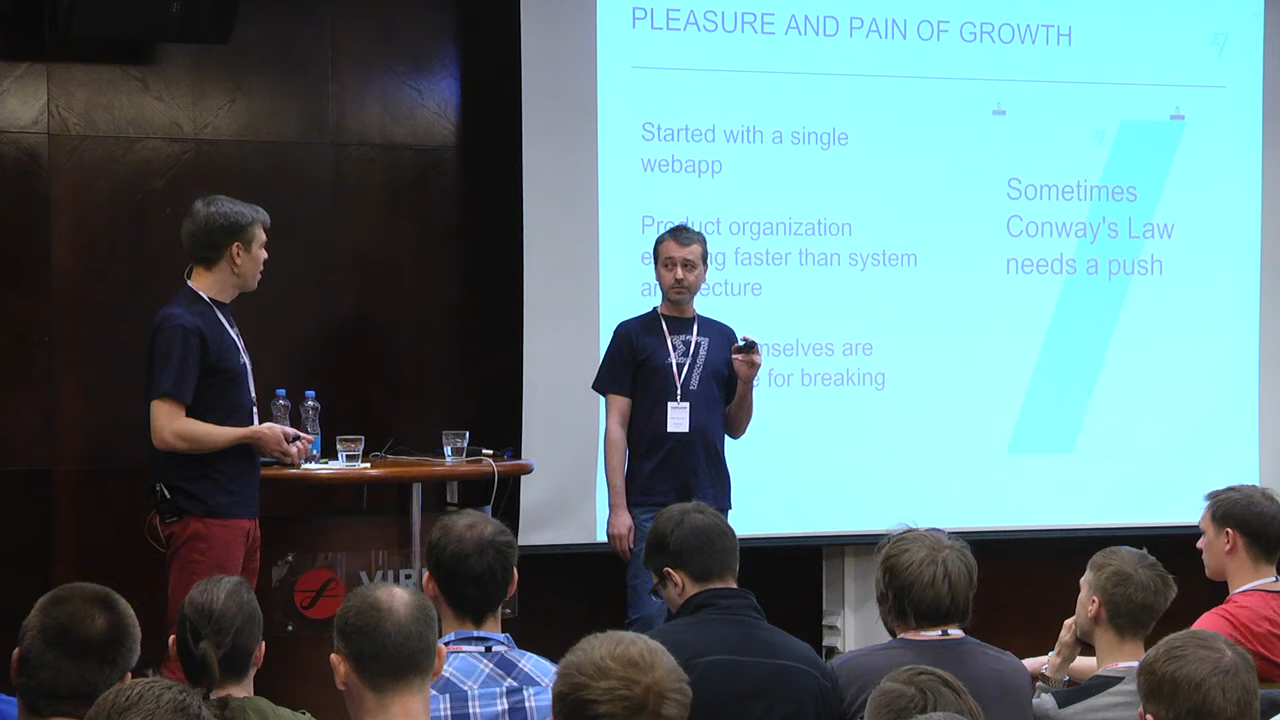 PLEASURE AND PAIN OF GROWTH
Started with a single
webapp
Product organization
faster than system
Sometimes
Conway's Law
needs a push
are
for breaking